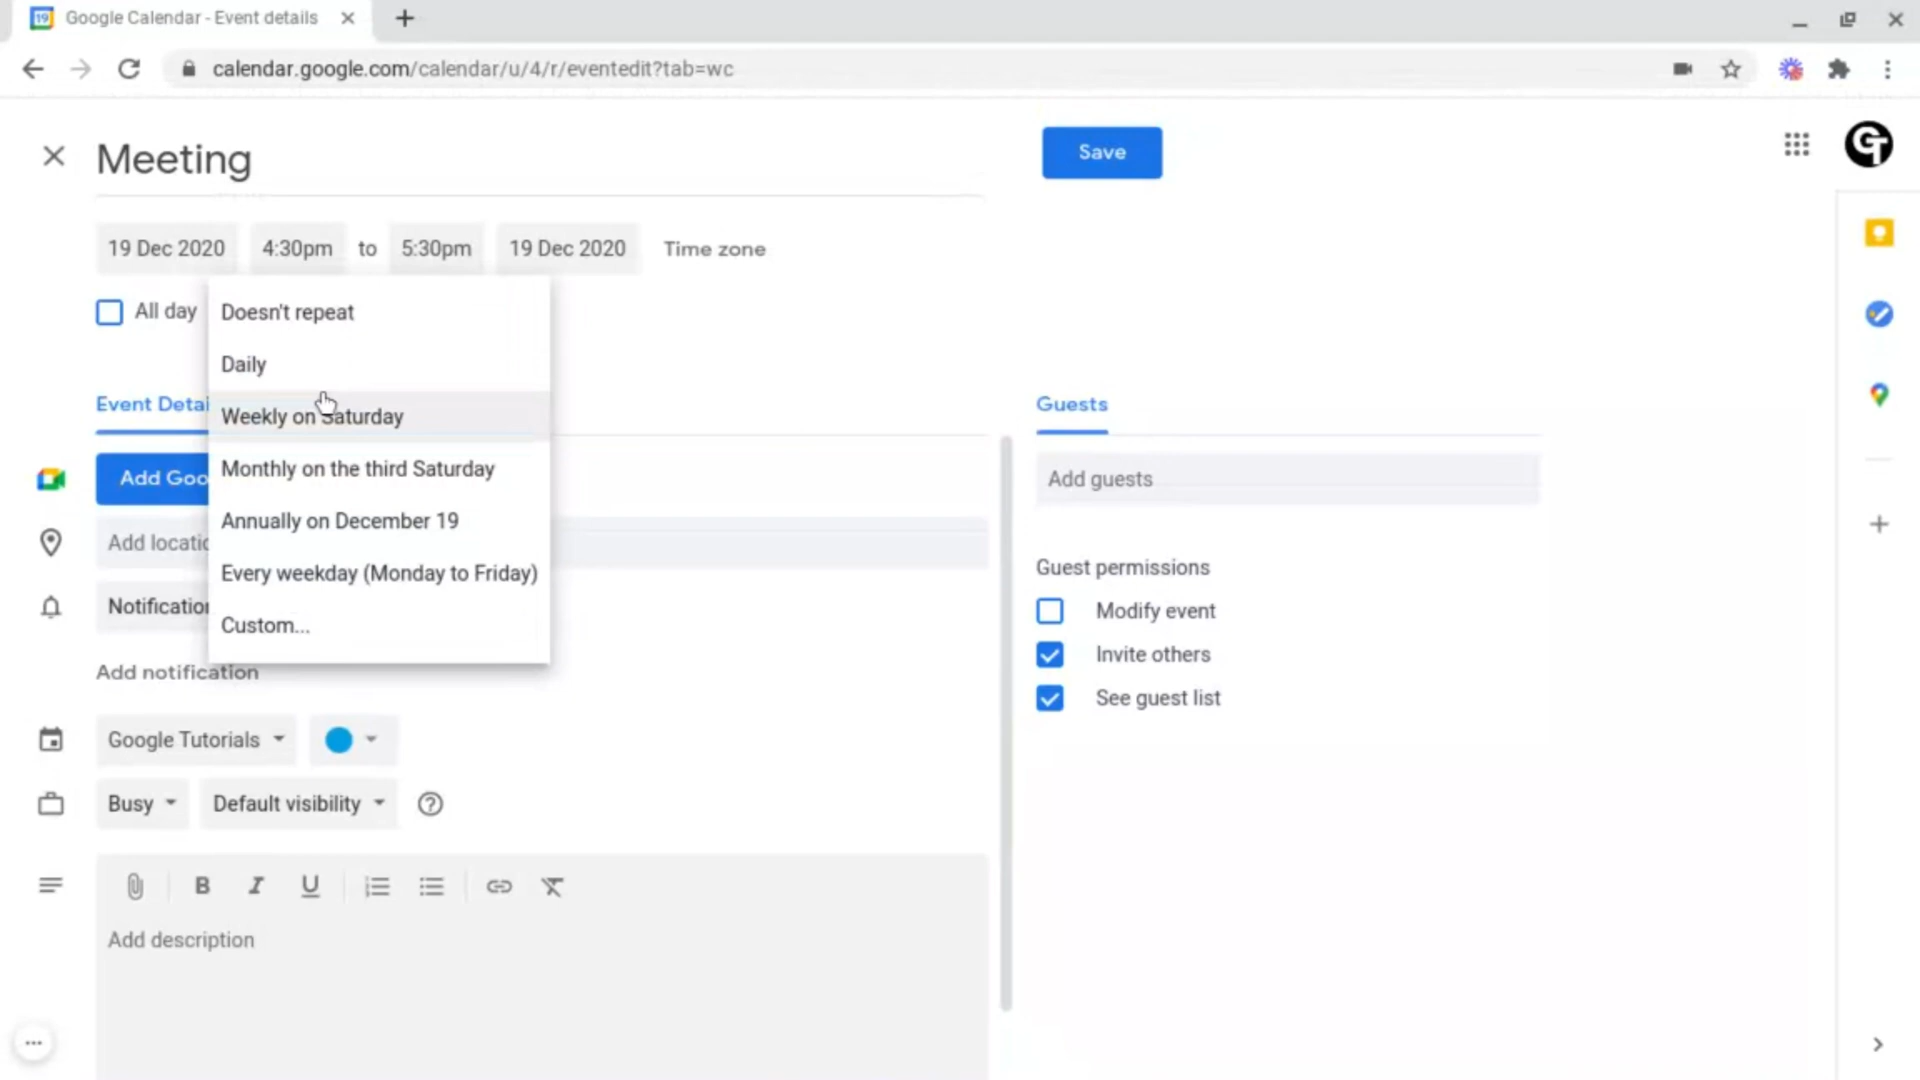 19 Google Calendar - Event details
calendar.google.com/calendar/u/4/r/eventedit?tab=wc
Meeting
Save
GT
19 Dec 2020 4:30pm to 5:30pm 19 Dec 2020 Time zone
All day
Doesn't repeat
Daily
Weekly on Saturday
Monthly on the third Saturday
Annually on December 19
Every weekday (Monday to Friday)
Custom...
Event Detai
Guests
Add Goo
Add guests
Add locatic
Guest permissions
Notification
Modify event
Invite others
Add notification
See guest list
Google Tutorials
Busy Default visibility
B I U
Add description